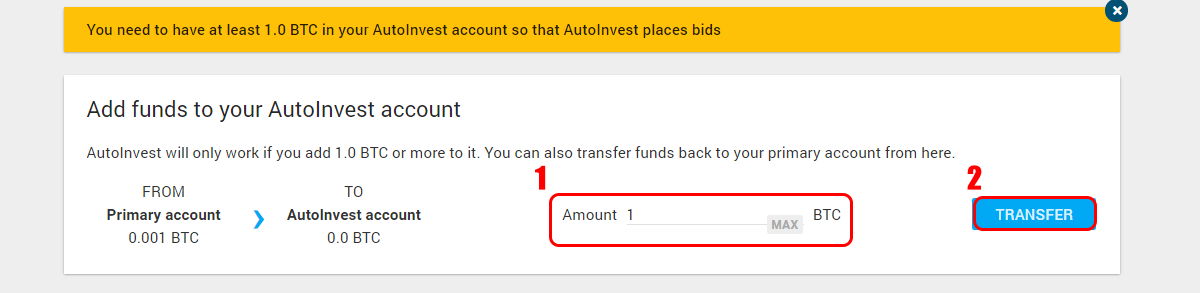 You need to have at least 1.0 BTC in your AutoInvest account so that AutoInvest places bids
Add funds to your AutoInvest account
AutoInvest will only work if you add 1.0 BTC or more to it. You can also transfer funds back to your primary account from here.
1
2
FROM
TO
Primary account
AutoInvest account
Amount 1
MAX
BTC
TRANSFER
0.001 BTC
0.0 BTC